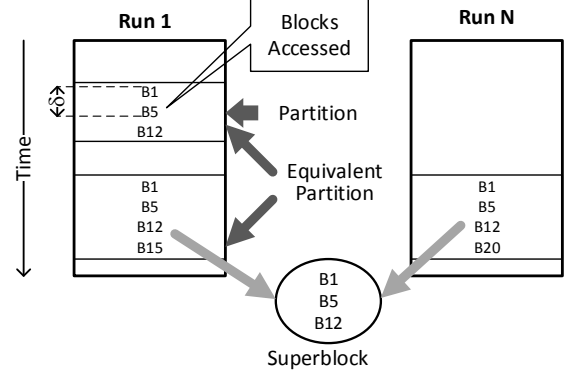 Run 1
Blocks
Accessed
Run N
Time
δ
B1
B5
B12
Partition
Equivalent
Partition
B1
B5
B12
B15
B1
B5
B12
B20
B1
B5
B12
Superblock